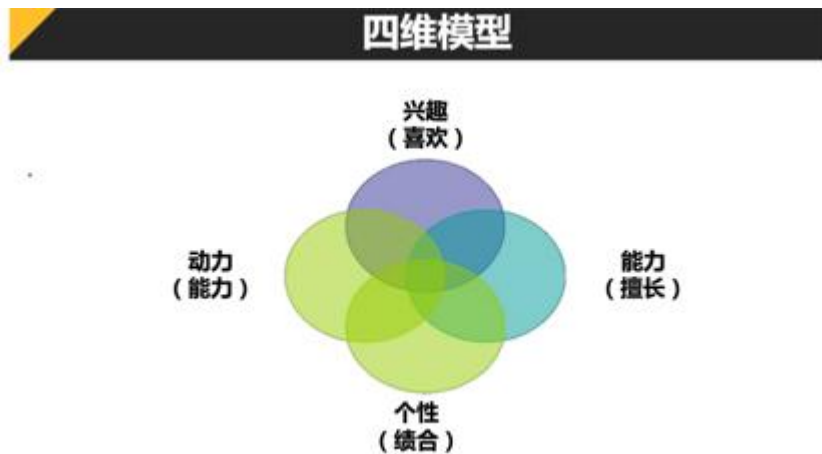 四维模型
兴趣
（喜欢）
动力
（能力）
能力
（擅长）
个性
（绩合）